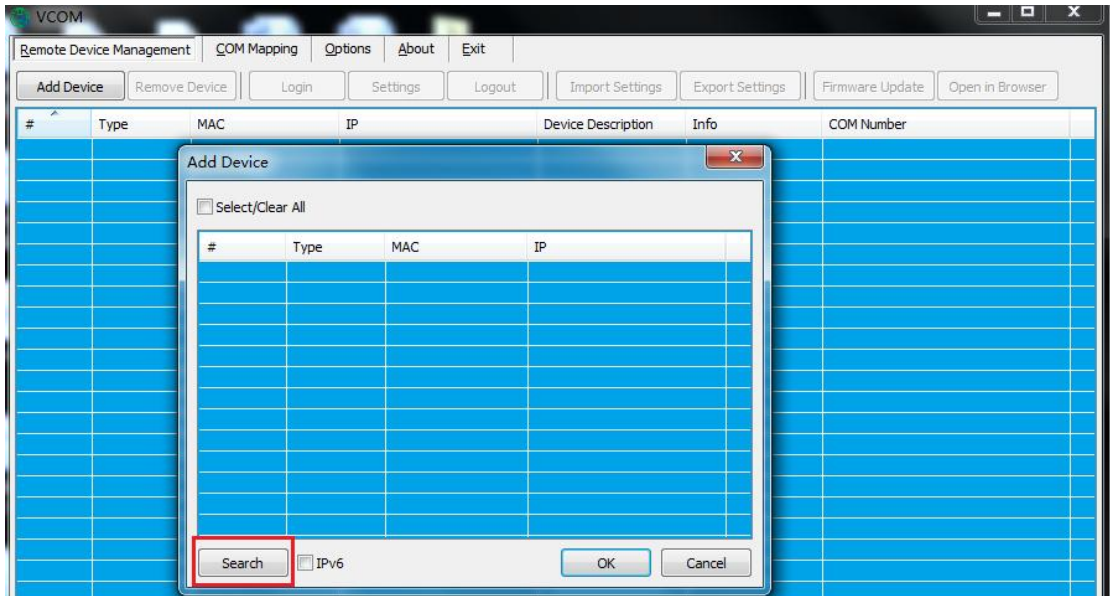 VCOM
Remote Device Management COM Mapping Options About Exit
Add Device Remove Device Login Settings Logout Import Settings Export Settings Firmware Update Open in Browser
# Type MAC IP Device Description Info COM Number
Add Device
Select/Clear All
# Type MAC IP
Search IPv6 OK Cancel